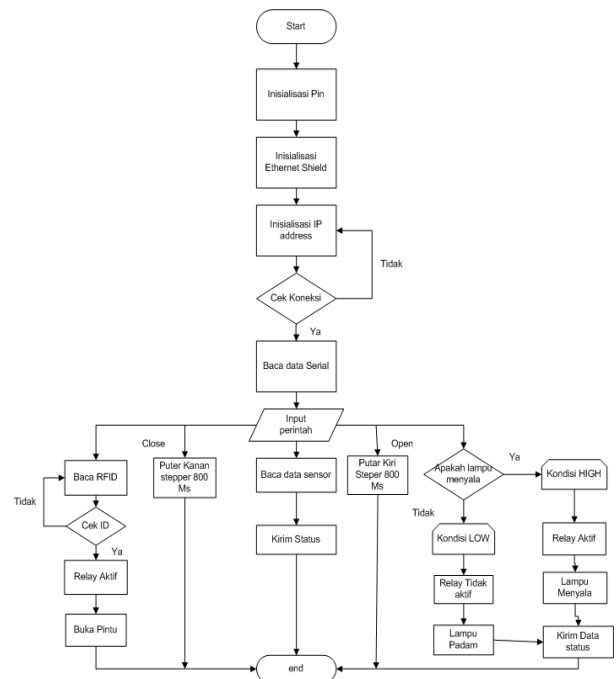 Start
Inisialisasi Pin
Inisialisasi
Ethernet Shield
Inisialisasi IP
address
Tidak
Cek Koneksi
Ya
Baca data Serial
Input
perintah
Close
Open
Baca RFID
Tidak
Cek ID
Ya
Relay Aktif
Buka Pintu
Puter Kanan
stepper 800
Ms
Baca data sensor
Kirim Status
Putar Kiri
Steper 800
Ms
Apakah lampu
menyala
Ya
Tidak
Kondisi LOW
Relay Tidak
aktif
Lampu
Padam
Kondisi HIGH
Relay Aktif
Lampu
Menyala
Kirim Data
status
end